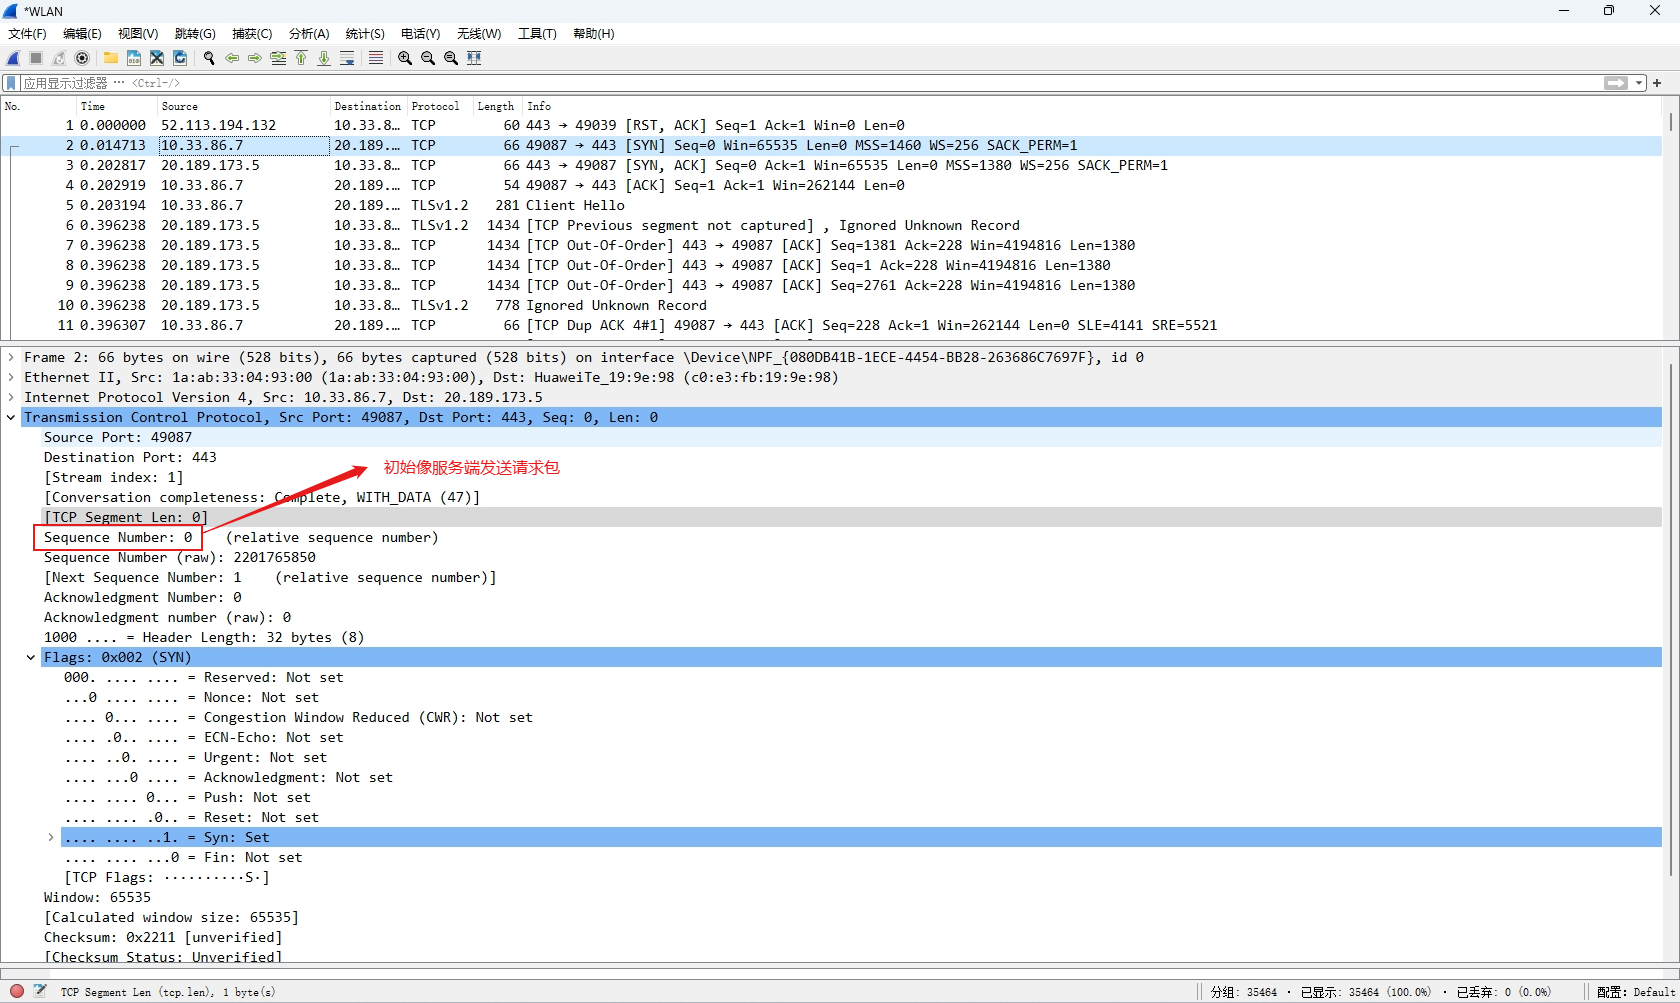 *WLAN
文件(F) 编辑(E) 视图(V) 跳转(G) 捕获(C) 分析(A) 统计(S) 电话(Y) 无线(W) 工具(T) 帮助(H)
应用显示过滤器 … <Ctrl-/>
No. Time Source Destination Protocol Length Info
1 0.000000 52.113.194.132 10.33.8… TCP 60 443 → 49039 [RST, ACK] Seq=1 Ack=1 Win=0 Len=0
2 0.014713 10.33.86.7 20.189.… TCP 66 49087 → 443 [SYN] Seq=0 Win=65535 Len=0 MSS=1460 WS=256 SACK_PERM=1
3 0.202817 20.189.173.5 10.33.8… TCP 66 443 → 49087 [SYN, ACK] Seq=0 Ack=1 Win=65535 Len=0 MSS=1380 WS=256 SACK_PERM=1
4 0.202919 10.33.86.7 20.189.… TCP 54 49087 → 443 [ACK] Seq=1 Ack=1 Win=262144 Len=0
5 0.203194 10.33.86.7 20.189.… TLSv1.2 281 Client Hello
6 0.396238 20.189.173.5 10.33.8… TLSv1.2 1434 [TCP Previous segment not captured] , Ignored Unknown Record
7 0.396238 20.189.173.5 10.33.8… TCP 1434 [TCP Out-Of-Order] 443 → 49087 [ACK] Seq=1381 Ack=228 Win=4194816 Len=1380
8 0.396238 20.189.173.5 10.33.8… TCP 1434 [TCP Out-Of-Order] 443 → 49087 [ACK] Seq=1 Ack=228 Win=4194816 Len=1380
9 0.396238 20.189.173.5 10.33.8… TCP 1434 [TCP Out-Of-Order] 443 → 49087 [ACK] Seq=2761 Ack=228 Win=4194816 Len=1380
10 0.396238 20.189.173.5 10.33.8… TLSv1.2 778 Ignored Unknown Record
11 0.396307 10.33.86.7 20.189.… TCP 66 [TCP Dup ACK 4#1] 49087 → 443 [ACK] Seq=228 Ack=1 Win=262144 Len=0 SLE=4141 SRE=5521
Frame 2: 66 bytes on wire (528 bits), 66 bytes captured (528 bits) on interface \Device\NPF_{080DB41B-1ECE-4454-BB28-263686C7697F}, id 0
Ethernet II, Src: 1a:ab:33:04:93:00 (1a:ab:33:04:93:00), Dst: HuaweiTe_19:9e:98 (c0:e3:fb:19:9e:98)
Internet Protocol Version 4, Src: 10.33.86.7, Dst: 20.189.173.5
Transmission Control Protocol, Src Port: 49087, Dst Port: 443, Seq: 0, Len: 0
Source Port: 49087
Destination Port: 443
初始像服务端发送请求包
[Stream index: 1]
[Conversation completeness: Complete, WITH_DATA (47)]
[TCP Segment Len: 0]
Sequence Number: 0 (relative sequence number)
Sequence Number (raw): 2201765850
[Next Sequence Number: 1 (relative sequence number)]
Acknowledgment Number: 0
Acknowledgment number (raw): 0
1000 .... = Header Length: 32 bytes (8)
Flags: 0x002 (SYN)
000. .... .... = Reserved: Not set
...0 .... .... = Nonce: Not set
.... 0... .... = Congestion Window Reduced (CWR): Not set
.... .0.. .... = ECN-Echo: Not set
.... ..0. .... = Urgent: Not set
.... ...0 .... = Acknowledgment: Not set
.... .... 0... = Push: Not set
.... .... .0.. = Reset: Not set
.... .... ..1. = Syn: Set
.... .... ...0 = Fin: Not set
[TCP Flags: ··········S·]
Window: 65535
[Calculated window size: 65535]
Checksum: 0x2211 [unverified]
[Checksum Status: Unverified]
TCP Segment Len (tcp.len), 1 byte(s) 分组: 35464 · 已显示: 35464 (100.0%) · 已丢弃: 0 (0.0%) 配置: Default